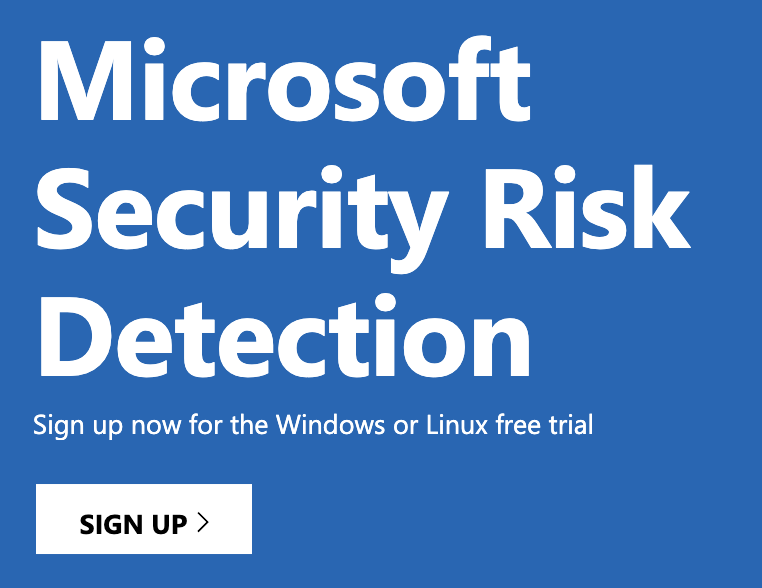 Microsoft
Security Risk
Detection
Sign up now for the Windows or Linux free trial
SIGN UP >